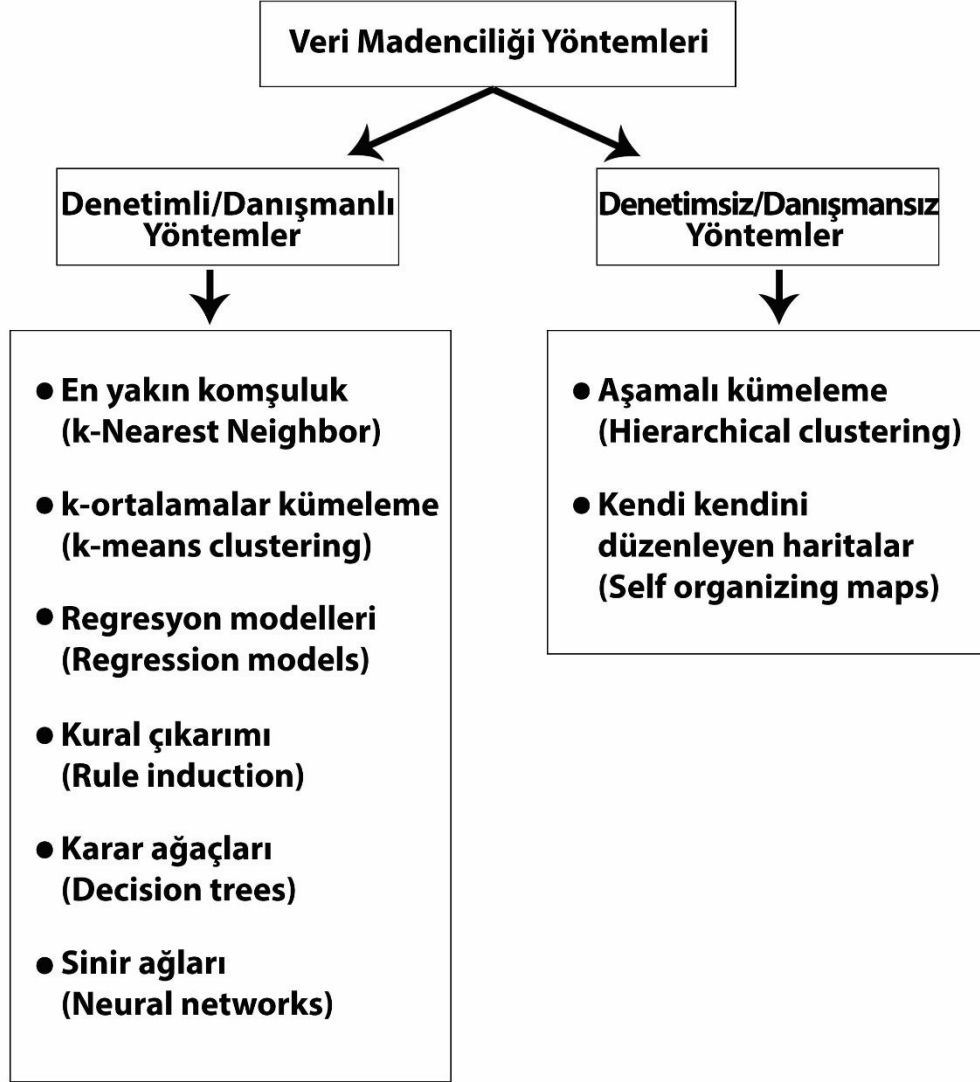 Veri Madenciliği Yöntemleri
Denetimli/Danışmanlı
Yöntemler
● En yakın komşuluk
(k-Nearest Neighbor)
● k-ortalamalar kümeleme
(k-means clustering)
● Regresyon modelleri
(Regression models)
● Kural çıkarımı
(Rule induction)
● Karar ağaçları
(Decision trees)
● Sinir ağları
(Neural networks)
Denetimsiz/Danışmansız
Yöntemler
● Aşamalı kümeleme
(Hierarchical clustering)
● Kendi kendini
düzenleyen haritalar
(Self organizing maps)